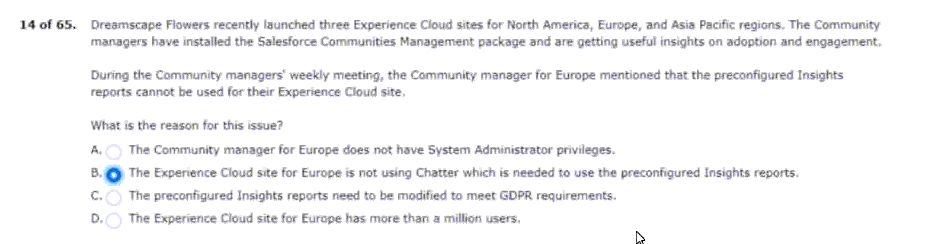 14 of 65. Dreamscape Flowers recently launched three Experience Cloud sites for North America, Europe, and Asia Pacific regions. The Community
managers have installed the Salesforce Communities Management package and are getting useful insights on adoption and engagement.
During the Community managers' weekly meeting, the Community manager for Europe mentioned that the preconfigured Insights
reports cannot be used for their Experience Cloud site.
What is the reason for this issue?
A. The Community manager for Europe does not have System Administrator privileges.
B. The Experience Cloud site for Europe is not using Chatter which is needed to use the preconfigured Insights reports.
C. The preconfigured Insights reports need to be modified to meet GDPR requirements.
D. The Experience Cloud site for Europe has more than a million users.